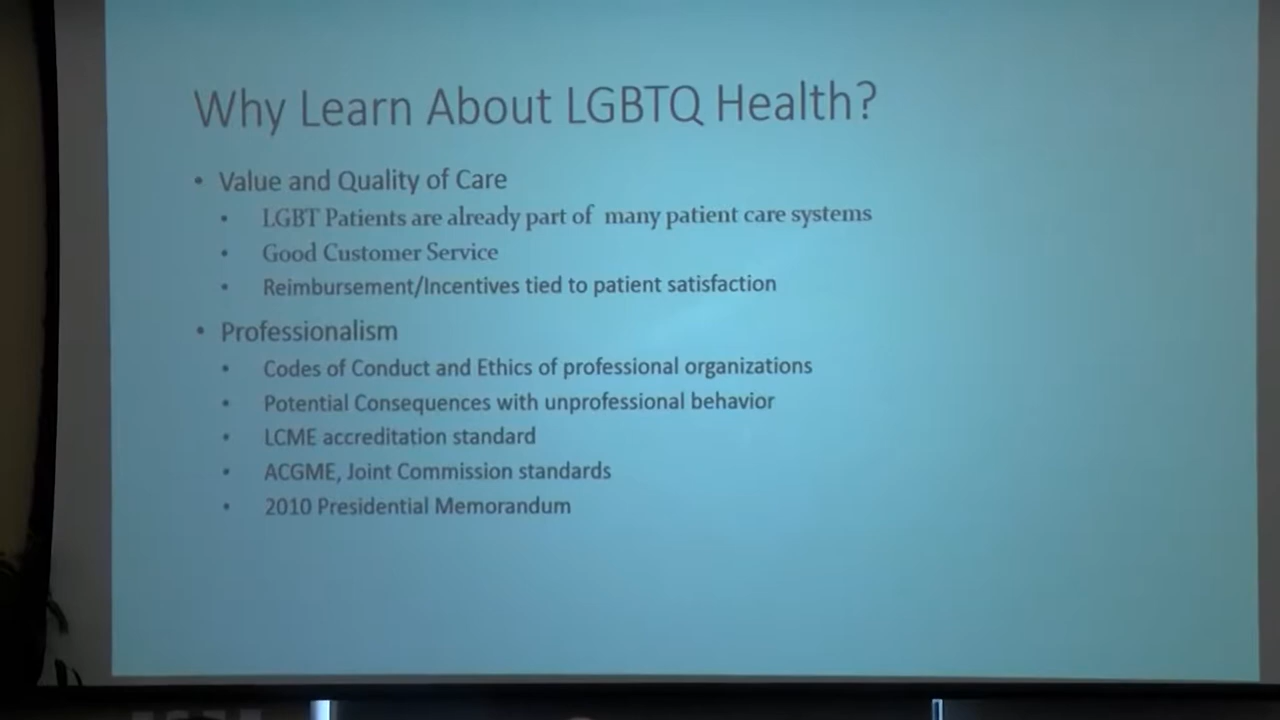 Why Learn About LGBTQ Health?
• Value and Quality of Care
• LGBT Patients are already part of many patient care systems
• Good Customer Service
• Reimbursement/Incentives tied to patient satisfaction
• Professionalism
• Codes of Conduct and Ethics of professional organizations
• Potential Consequences with unprofessional behavior
• LCME accreditation standard
• ACGME, Joint Commission standards
• 2010 Presidential Memorandum